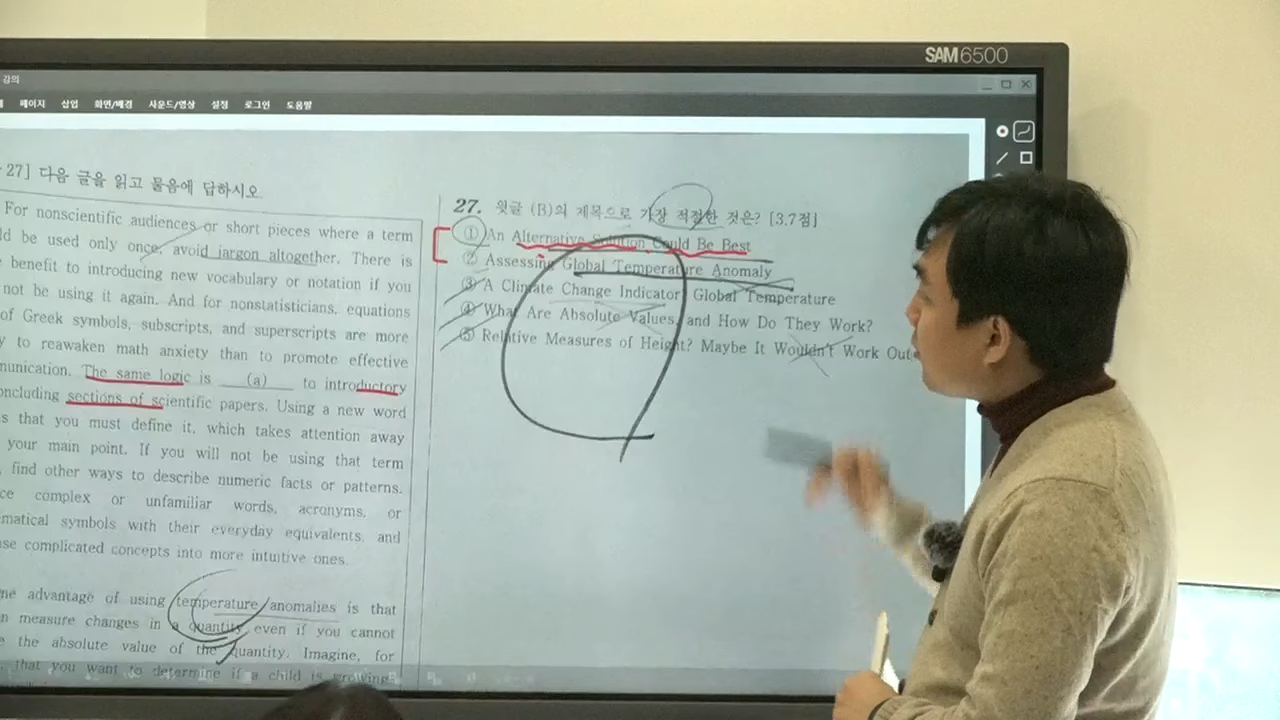 SAM6500
강의
페이지 삽입 화면/배경 사운드/영상 설정 로그인 도움말
27] 다음 글을 읽고 물음에 답하시오
For nonscientific audiences or short pieces where a term
be used only once, avoid jargon altogether. There is
benefit to introducing new vocabulary or notation if you
not be using it again. And for nonstatisticians, equations
of Greek symbols, subscripts, and superscripts are more
to reawaken math anxiety than to promote effective
The same logic is (a) to introductory
sections of scientific papers. Using a new word
that you must define it, which takes attention away
your main point. If you will not be using that term
find other ways to describe numeric facts or patterns.
complex or unfamiliar words, acronyms, or
symbols with their everyday equivalents, and
complicated concepts into more intuitive ones.
advantage of using temperature anomalies is that
measure changes in a quantity even if you cannot
the absolute value of the quantity. Imagine, for
that you want to determine if a child is growing
27. 윗글 (B)의 제목으로 가장 적절한 것은? [3.7점]
① An Alternative Solution Could Be Best
② Assessing Global Temperature Anomaly
③ A Climate Change Indicator: Global Temperature
④ What Are Absolute Values, and How Do They Work?
⑤ Relative Measures of Height? Maybe It Wouldn't Work Out